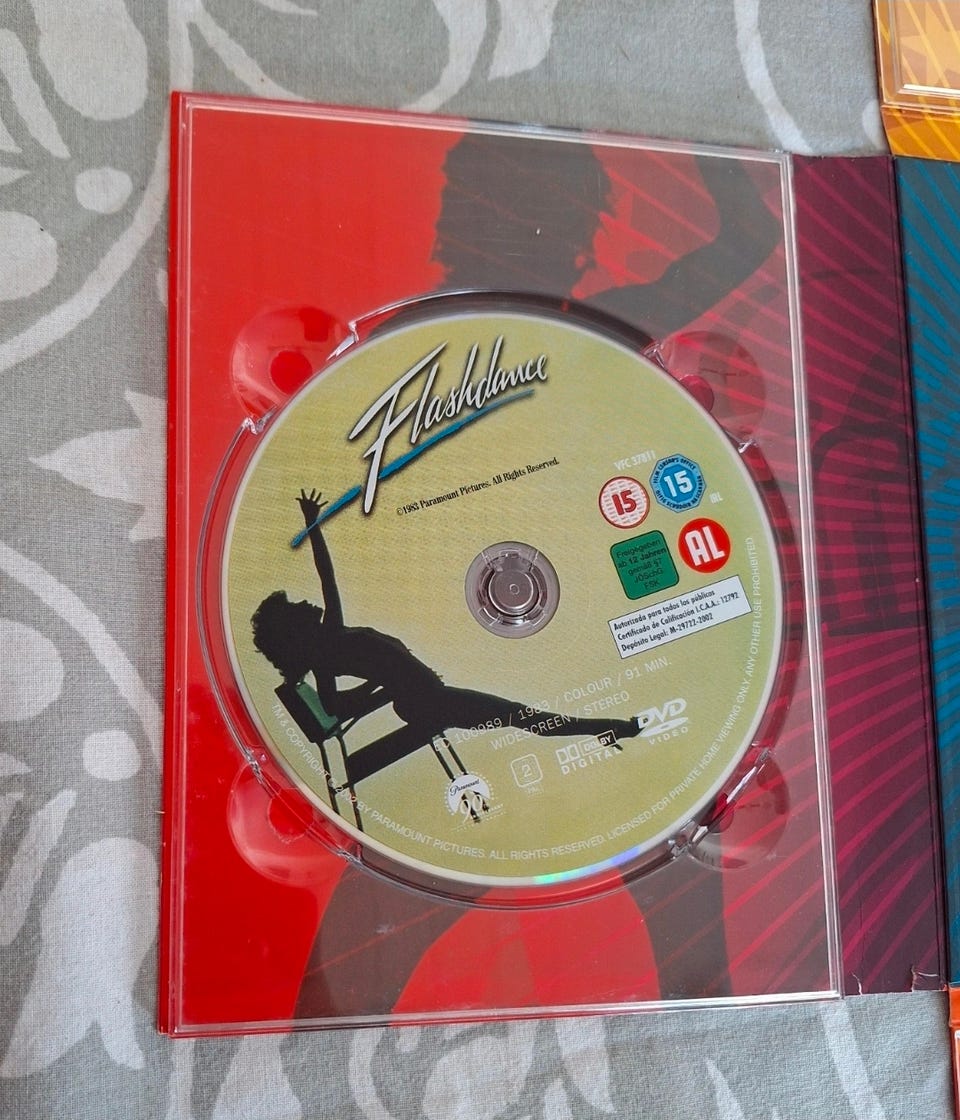 Flashdance
©1983 Paramount Pictures. All Rights Reserved.
VFC 37811
15
15
IRL
AL
Freigegeben
ab 12 Jahren
gemäß §7
JÖSchG
FSK
Autorizada para todos los públicos
Certificado de Calificación I.C.A.A.: 12792
Depósito Legal: M-29722-2002
/ 1983 / COLOUR / 91 MIN.
WIDESCREEN / STEREO
DVD
VIDEO
DOLBY
DIGITAL
2
Paramount
TM & COPYRIGHT © BY PARAMOUNT PICTURES. ALL RIGHTS RESERVED. LICENSED FOR PRIVATE HOME VIEWING ONLY. ANY OTHER USE PROHIBITED